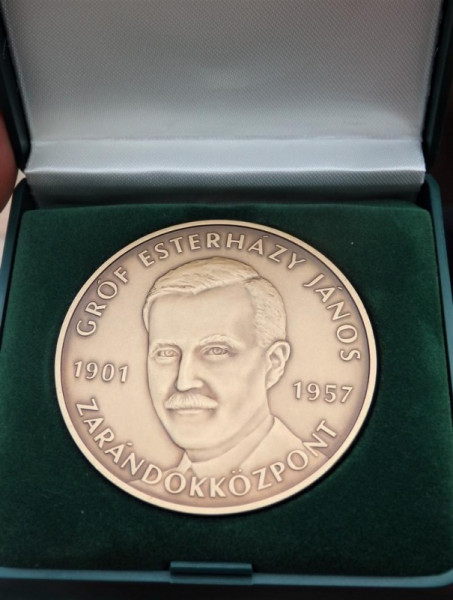 GRÓF ESTERHÁZY JÁNOS
1901
1957
ZARÁNDOKKÖZPONT